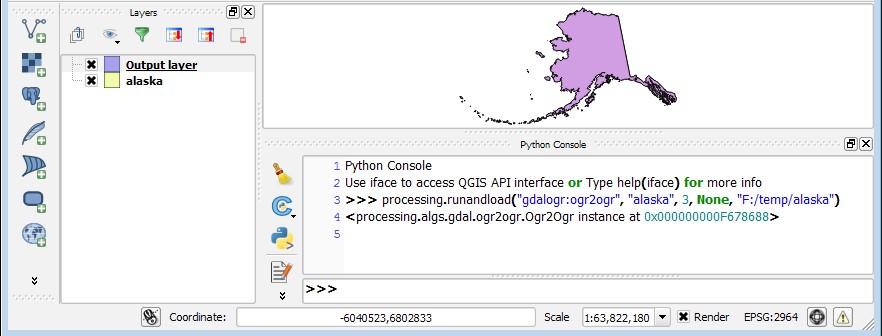 Layers
Output layer
alaska
Python Console
1 Python Console
2 Use iface to access QGIS API interface or Type help(iface) for more info
3 >>> processing.runandload("gdalogr:ogr2ogr", "alaska", 3, None, "F:/temp/alaska")
4 <processing.algs.gdal.ogr2ogr.Ogr2Ogr instance at 0x000000000F678688>
5
>>>
Coordinate: -6040523,6802833 Scale 1:63,822,180 Render EPSG:2964